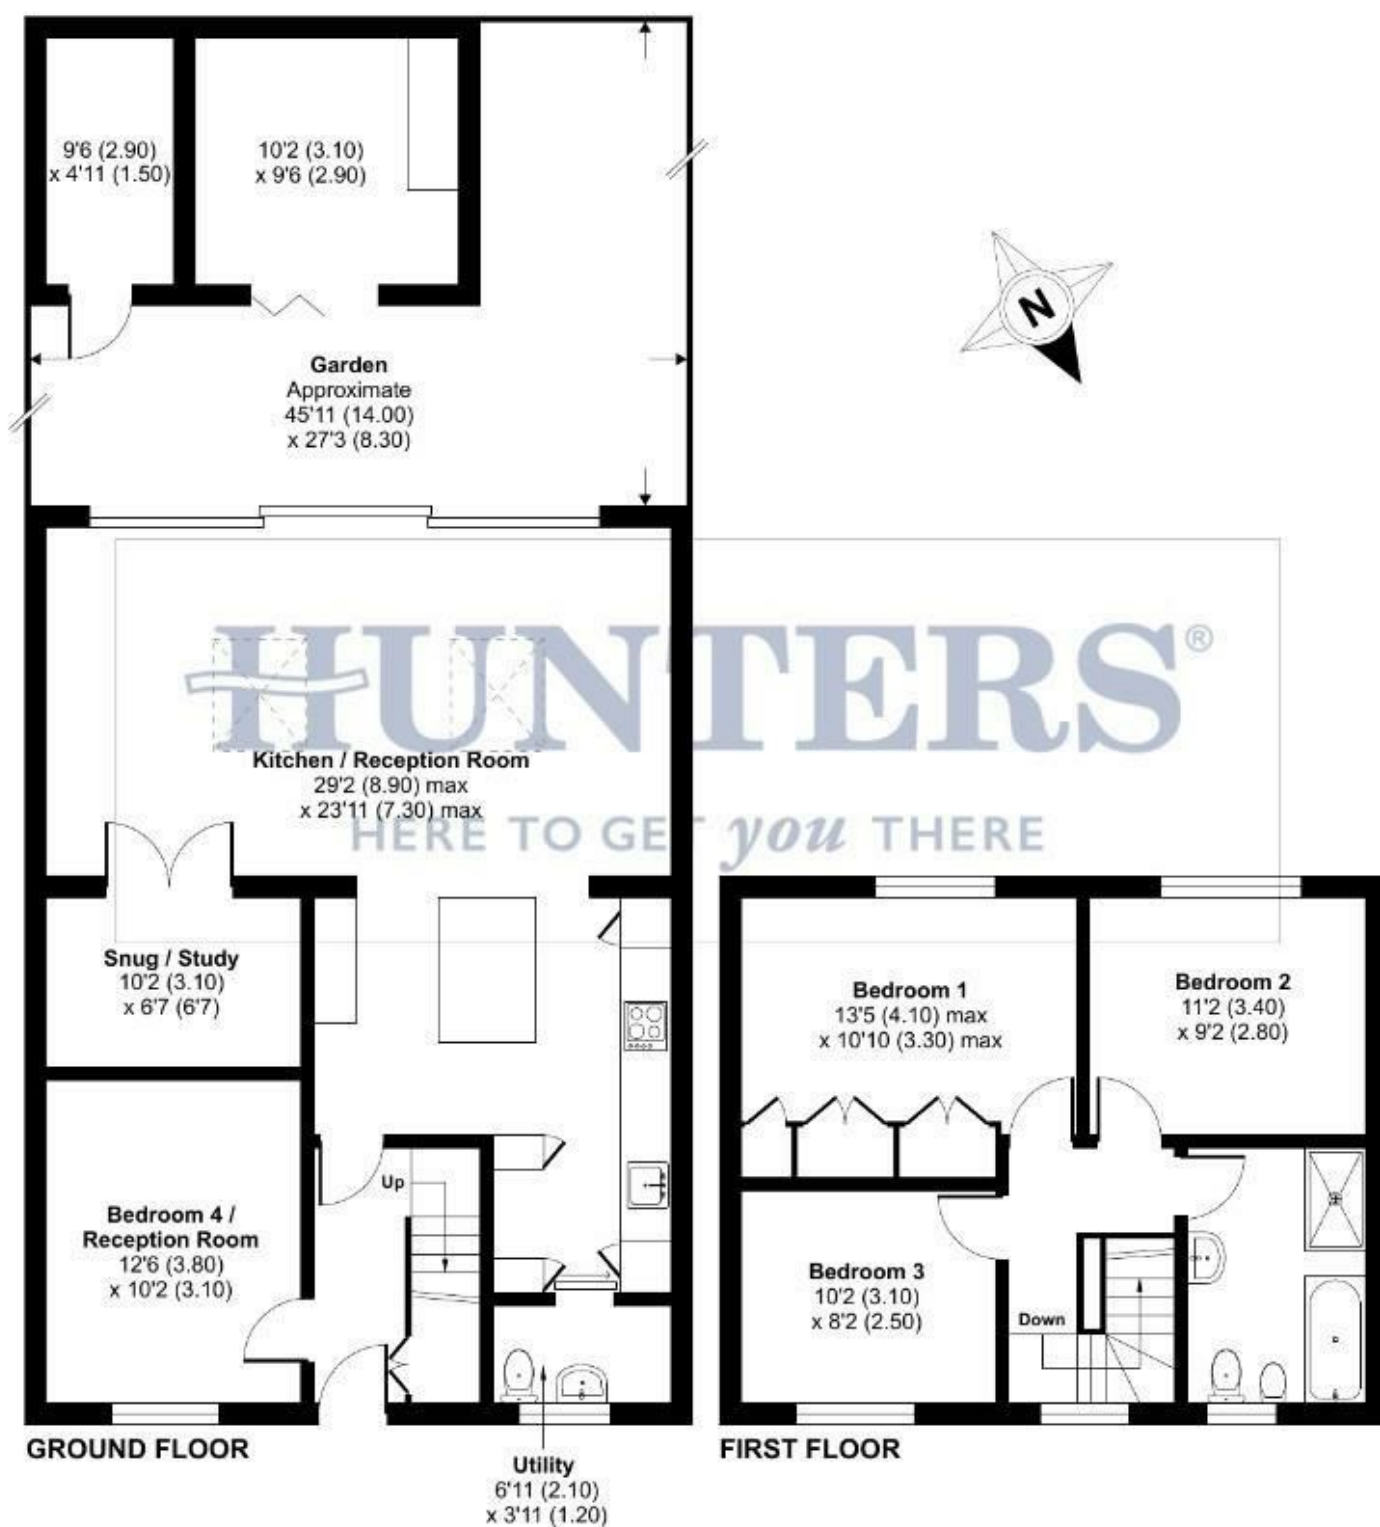 9'6 (2.90)
x 4'11 (1.50)
10'2 (3.10)
x 9'6 (2.90)
N
Garden
Approximate
45'11 (14.00)
x 27'3 (8.30)
HUNTERS®
HERE TO GET you THERE
Kitchen / Reception Room
29'2 (8.90) max
x 23'11 (7.30) max
Snug / Study
10'2 (3.10)
x 6'7 (6'7)
Bedroom 1
13'5 (4.10) max
x 10'10 (3.30) max
Bedroom 2
11'2 (3.40)
x 9'2 (2.80)
Up
Bedroom 4 /
Reception Room
12'6 (3.80)
x 10'2 (3.10)
Bedroom 3
10'2 (3.10)
x 8'2 (2.50)
Down
GROUND FLOOR
FIRST FLOOR
Utility
6'11 (2.10)
x 3'11 (1.20)